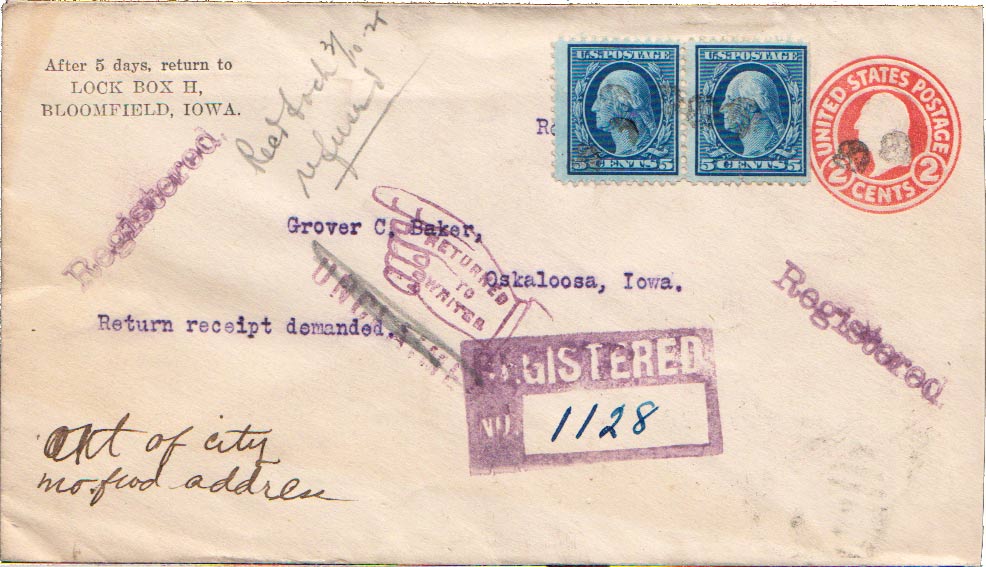 After 5 days, return to
LOCK BOX H,
BLOOMFIELD, IOWA.
refused
U.S. POSTAGE
5 CENTS 5
U.S. POSTAGE
5 CENTS 5
UNITED STATES POSTAGE
2 CENTS 2
Registered.
Grover C. Baker,
RETURNED
TO
WRITER
Oskaloosa, Iowa.
Registered.
Return receipt demanded.
REGISTERED
NO. 1128
Out of city
no. fwd address